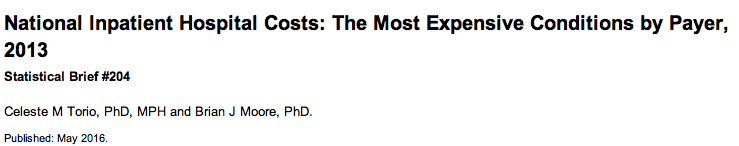 National Inpatient Hospital Costs: The Most Expensive Conditions by Payer,
2013
Statistical Brief #204
Celeste M Torio, PhD, MPH and Brian J Moore, PhD.
Published: May 2016.